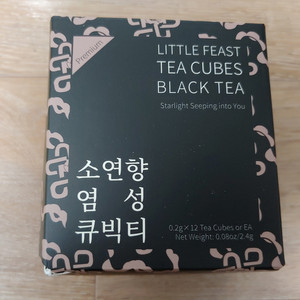 Premium
LITTLE FEAST
TEA CUBES
BLACK TEA
Starlight Seeping into You
소연향
염 성
큐빅티
0.2g×12 Tea Cubes or EA
Net Weight: 0.08oz/2.4g